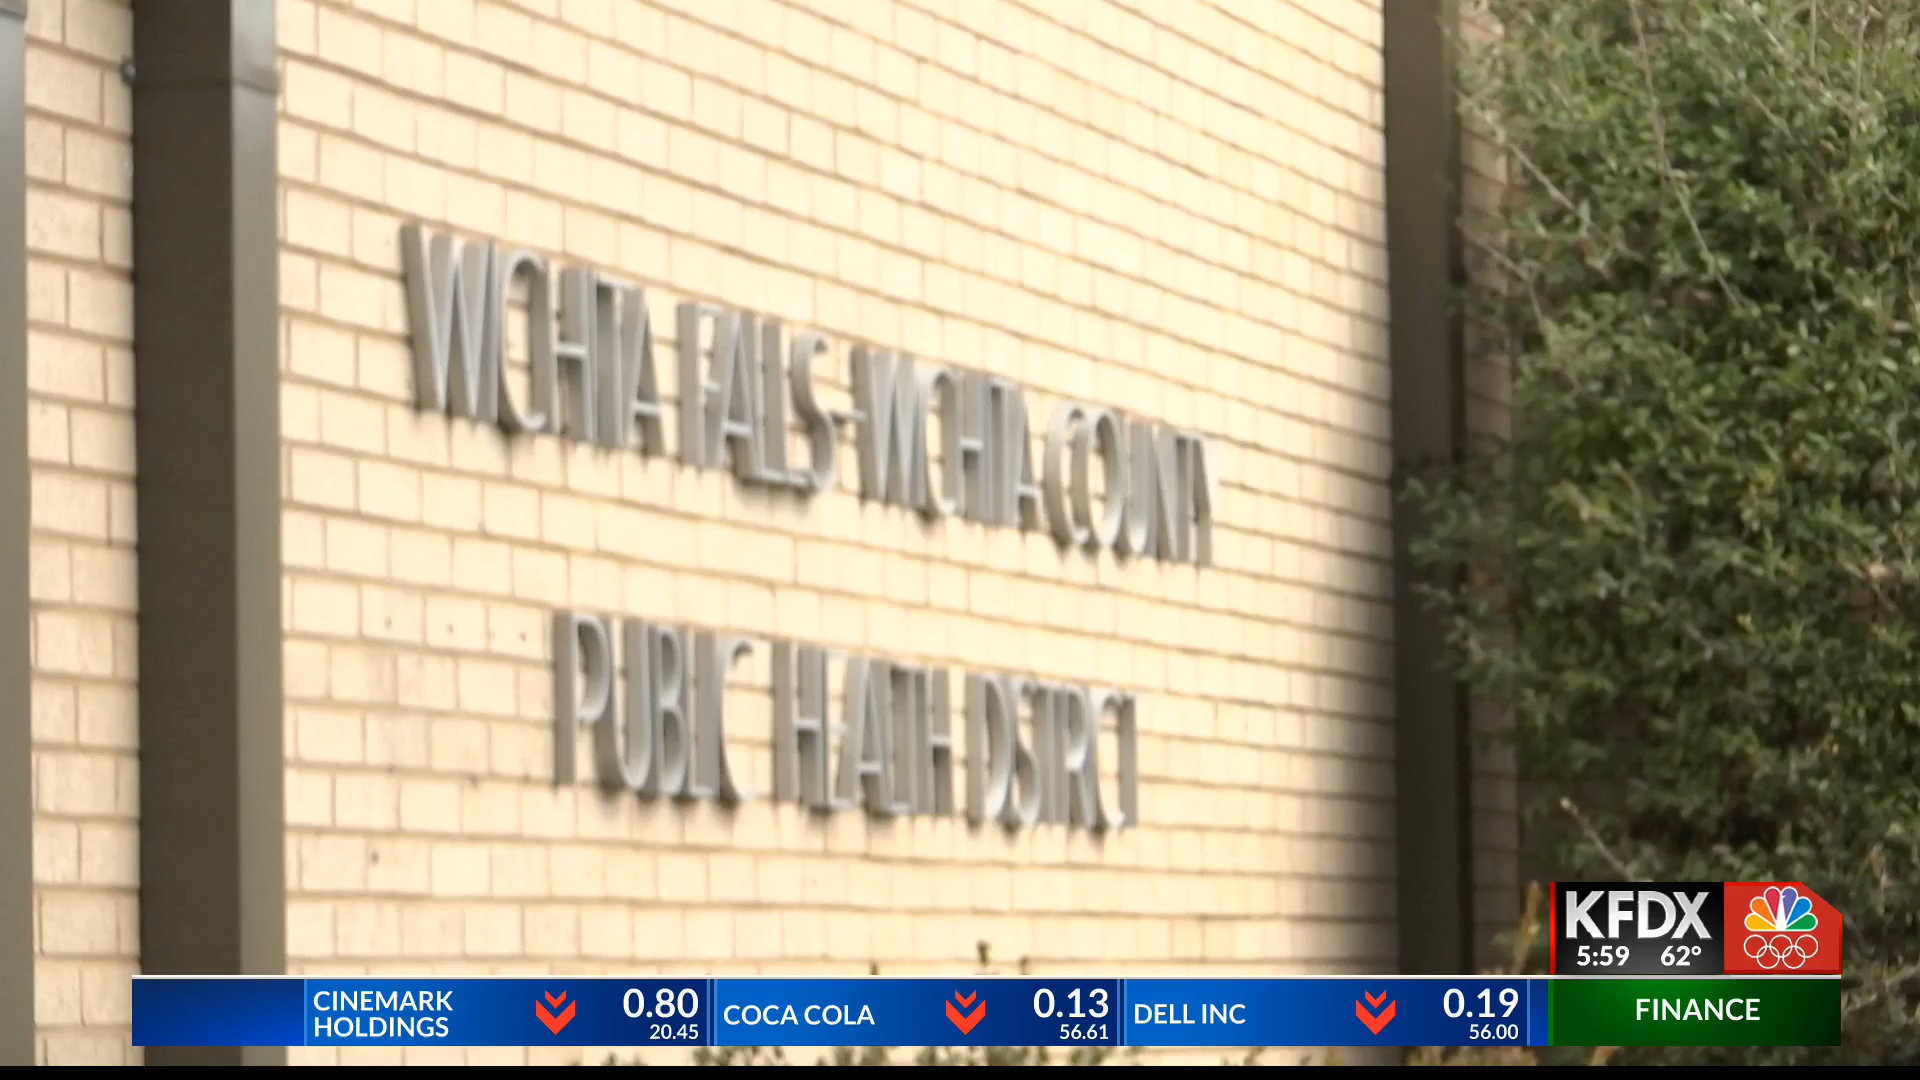 WICHITA FALLS-WICHITA COUNTY
PUBLIC HEALTH DISTRICT
KFDX
5:59 62°
CINEMARK HOLDINGS 0.80 20.45
COCA COLA 0.13 56.61
DELL INC 0.19 56.00
FINANCE